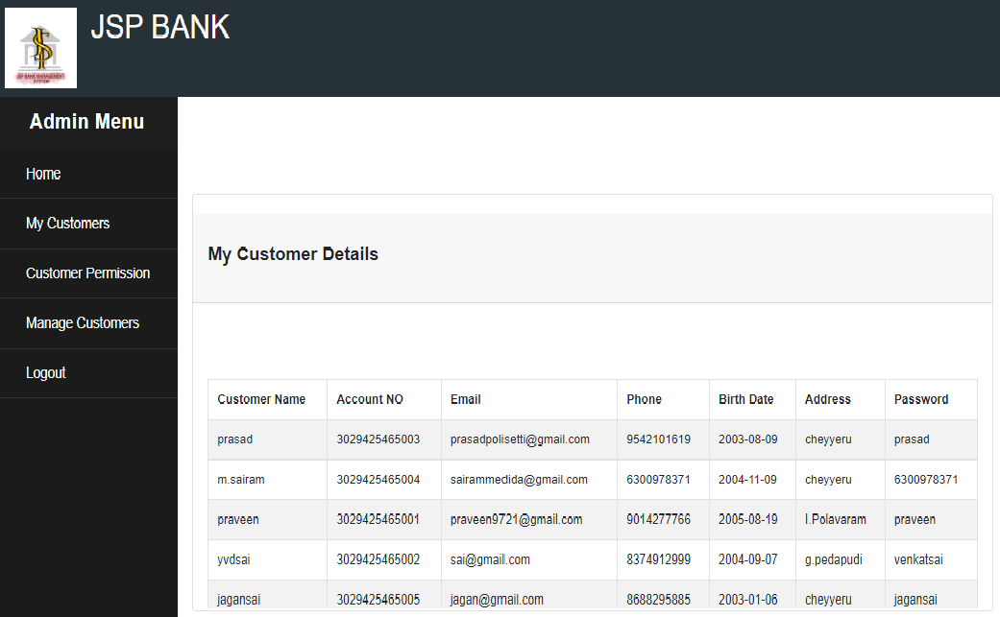 JSP BANK
JSP BANK MANAGEMENT
SYSTEM
Admin Menu
Home
My Customers
Customer Permission
Manage Customers
Logout
My Customer Details
Customer Name Account NO Email Phone Birth Date Address Password
prasad 3029425465003 prasadpolisetti@gmail.com 9542101619 2003-08-09 cheyyeru prasad
m.sairam 3029425465004 sairammedida@gmail.com 6300978371 2004-11-09 cheyyeru 6300978371
praveen 3029425465001 praveen9721@gmail.com 9014277766 2005-08-19 I.Polavaram praveen
yvdsai 3029425465002 sai@gmail.com 8374912999 2004-09-07 g.pedapudi venkatsai
jagansai 3029425465005 jagan@gmail.com 8688295885 2003-01-06 cheyyeru jagansai